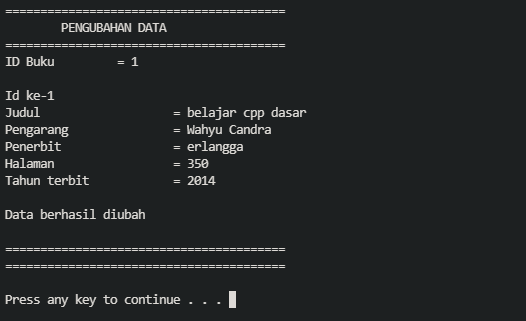 ========================================
PENGUBAHAN DATA
========================================
ID Buku = 1
Id ke-1
Judul = belajar cpp dasar
Pengarang = Wahyu Candra
Penerbit = erlangga
Halaman = 350
Tahun terbit = 2014
Data berhasil diubah
========================================
========================================
Press any key to continue . . .